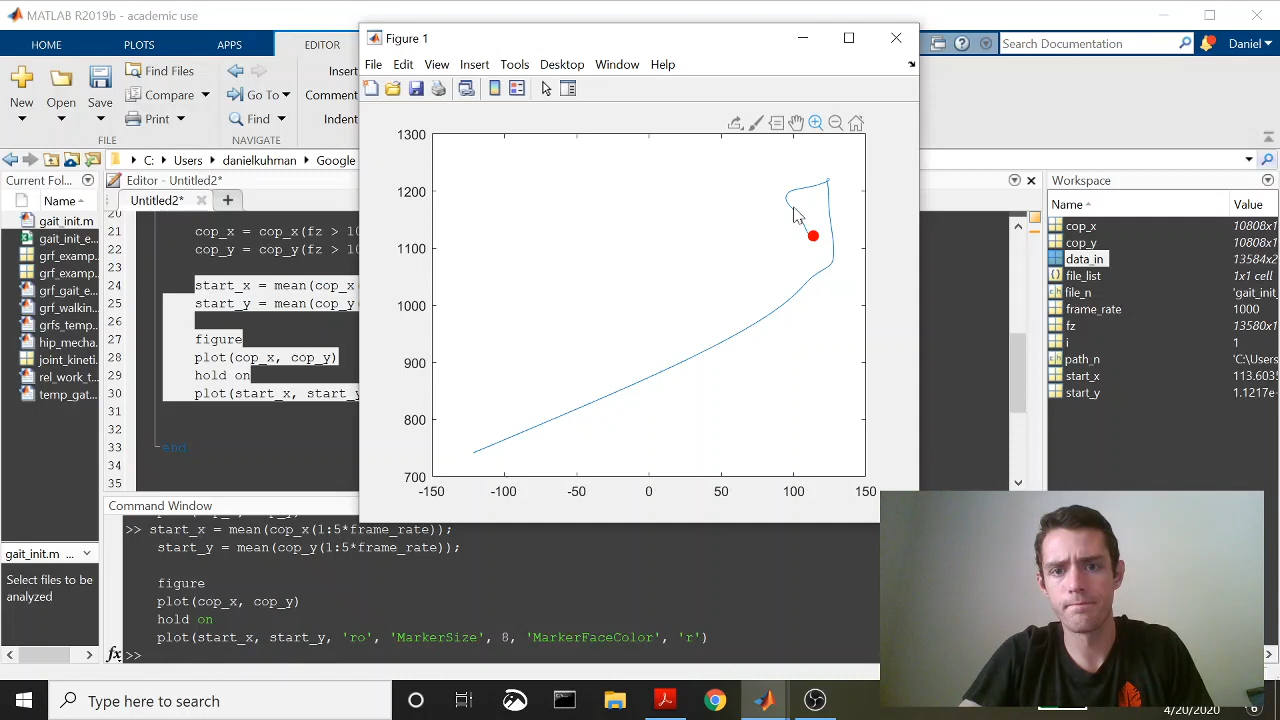 MATLAB R2019b - academic use
HOME PLOTS APPS EDITOR
Search Documentation
Daniel
New Open Save
Find Files
Compare
Print
Go To
Find
Insert
Comment
Indent
FILE NAVIGATE
C: Users danielkuhman Google
Current Fol...
Name
gait_init.m
gait_init_e...
grf_examp...
grf_examp...
grf_gait_e...
grf_walkin...
grfs_temp...
hip_mecha...
joint_kineti...
rel_work_t...
temp_gat...
gait_init.m ...
Select files to be
analyzed
Editor - Untitled2*
Untitled2*
20
21 cop_x = cop_x(fz > 10
22 cop_y = cop_y(fz > 10
23
24 start_x = mean(cop_x
25 start_y = mean(cop_y
26
27 figure
28 plot(cop_x, cop_y)
29 hold on
30 plot(start_x, start_y
31
32
33 end
34
35
Figure 1
File Edit View Insert Tools Desktop Window Help
1300
1200
1100
1000
900
800
700
-150 -100 -50 0 50 100 150
Workspace
Name Value
cop_x 10808x1
cop_y 10808x1
data_in 13584x2
file_list 1x1 cell
file_n 'gait_init
frame_rate 1000
fz 13580x1
i 1
path_n 'C:\Users
start_x 113.6035
start_y 1.1217e+
Command Window
>> start_x = mean(cop_x(1:5*frame_rate));
start_y = mean(cop_y(1:5*frame_rate));
figure
plot(cop_x, cop_y)
hold on
plot(start_x, start_y, 'ro', 'MarkerSize', 8, 'MarkerFaceColor', 'r')
fx >>
Type here to search
4/20/2020
6